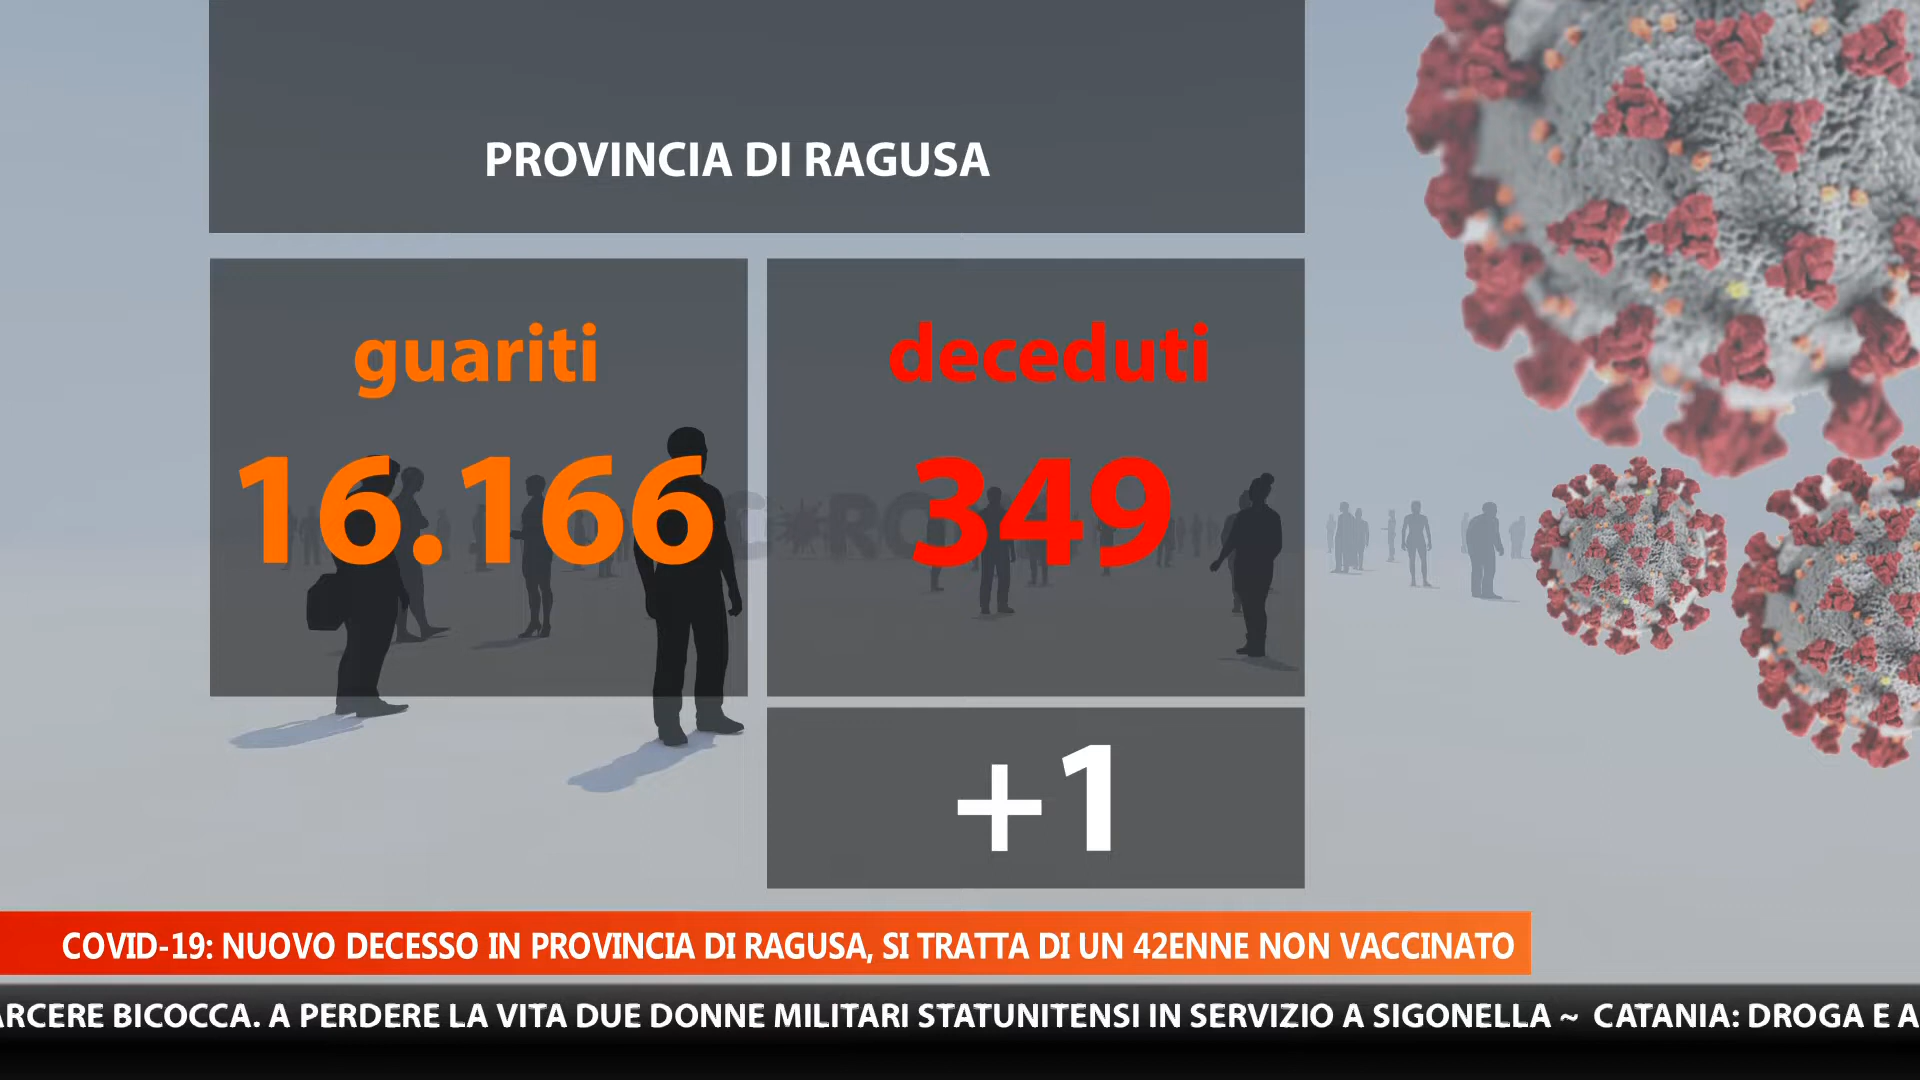 PROVINCIA DI RAGUSA
guariti
deceduti
16.166
349
+1
COVID-19: NUOVO DECESSO IN PROVINCIA DI RAGUSA, SI TRATTA DI UN 42ENNE NON VACCINATO
ARCERE BICOCCA. A PERDERE LA VITA DUE DONNE MILITARI STATUNITENSI IN SERVIZIO A SIGONELLA ~ CATANIA: DROGA E A